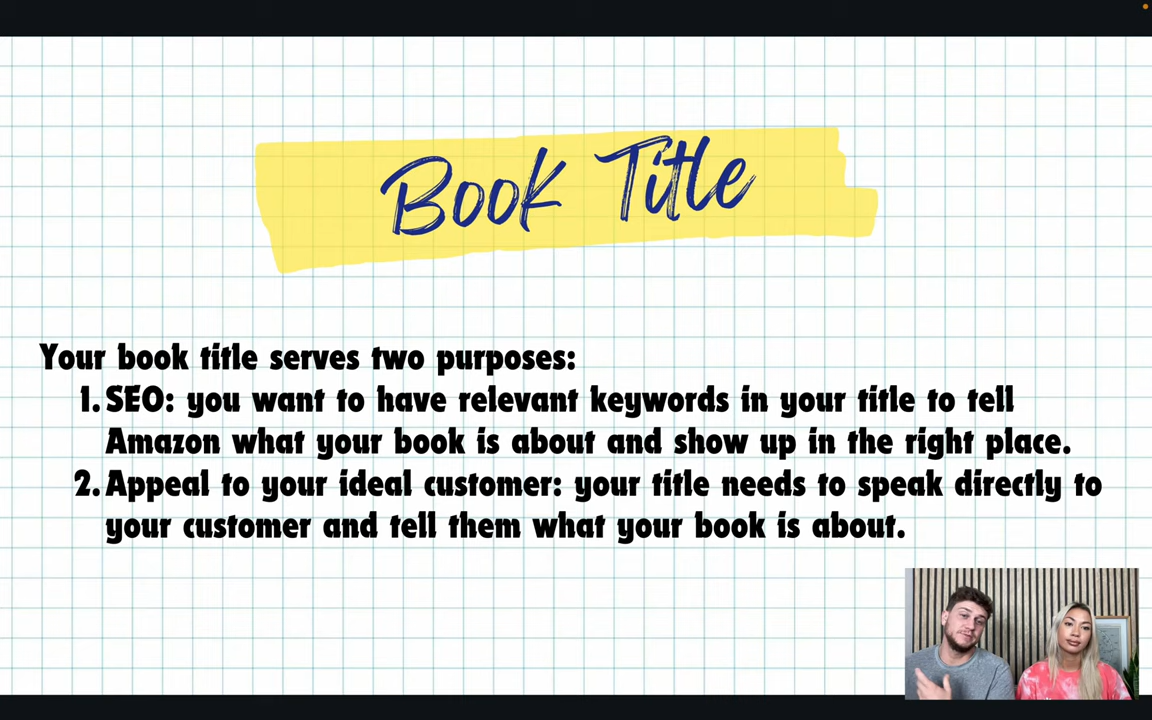 Book Title
Your book title serves two purposes:
1. SEO: you want to have relevant keywords in your title to tell
Amazon what your book is about and show up in the right place.
2. Appeal to your ideal customer: your title needs to speak directly to
your customer and tell them what your book is about.